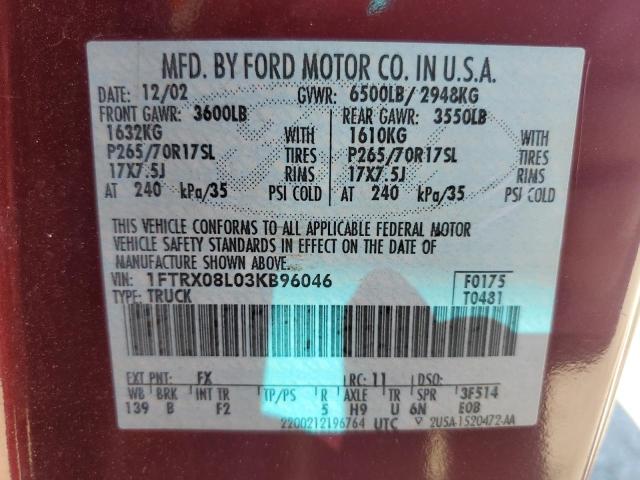 MFD. BY FORD MOTOR CO. IN U.S.A.
DATE: 12/02 GVWR: 6500LB/ 2948KG
FRONT GAWR: 3600LB REAR GAWR: 3550LB
1632KG WITH 1610KG WITH
P265/70R17SL TIRES P265/70R17SL TIRES
17X7.5J RIMS 17X7.5J RIMS
AT 240 kPa/35 PSI COLD AT 240 kPa/35 PSI COLD
THIS VEHICLE CONFORMS TO ALL APPLICABLE FEDERAL MOTOR
VEHICLE SAFETY STANDARDS IN EFFECT ON THE DATE OF
MANUFACTURE SHOWN ABOVE.
VIN: 1FTRX08L03KB96046 F0175
TYPE: TRUCK T0481
EXT PNT: FX RC: 11 DSO:
WB BRK INT TR TP/PS R AXLE TR SPR 3F514
139 B F2 5 H9 U 6N E0B
2200212196764 UTC 2USA-1520472-AA